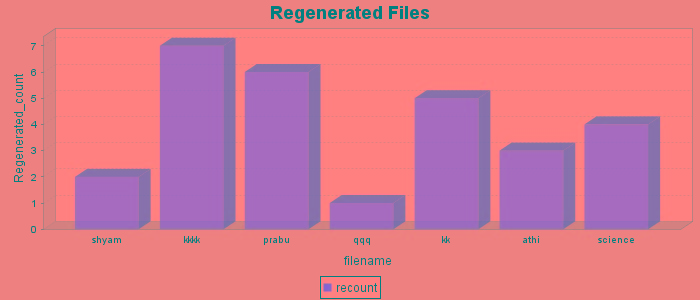 Regenerated Files
Regenerated_count
7
6
5
4
3
2
1
0
shyam kkkk prabu qqq kk athi science
filename
recount